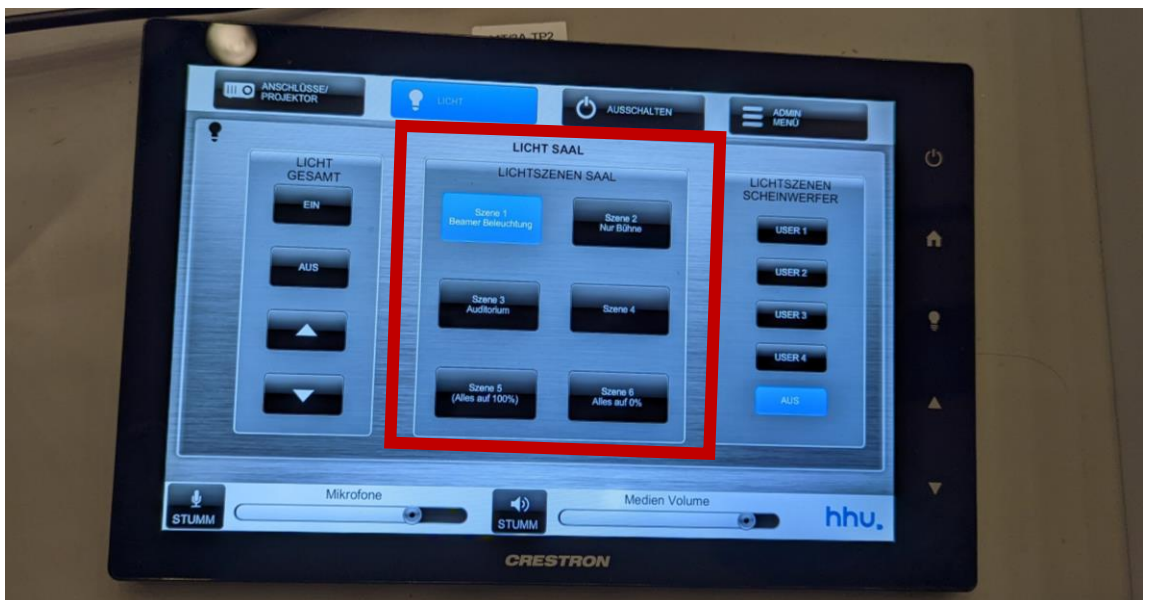 ANSCHLÜSSE/
PROJEKTOR
LICHT
AUSSCHALTEN
ADMIN
MENÜ
LICHT
GESAMT
EIN
AUS
LICHT SAAL
LICHTSZENEN SAAL
Szene 1
Beamer Beleuchtung
Szene 2
Nur Bühne
Szene 3
Auditorium
Szene 4
Szene 5
(Alles auf 100%)
Szene 6
Alles auf 0%
LICHTSZENEN
SCHEINWERFER
USER 1
USER 2
USER 3
USER 4
AUS
Mikrofone
STUMM
Medien Volume
STUMM
hhu.
CRESTRON